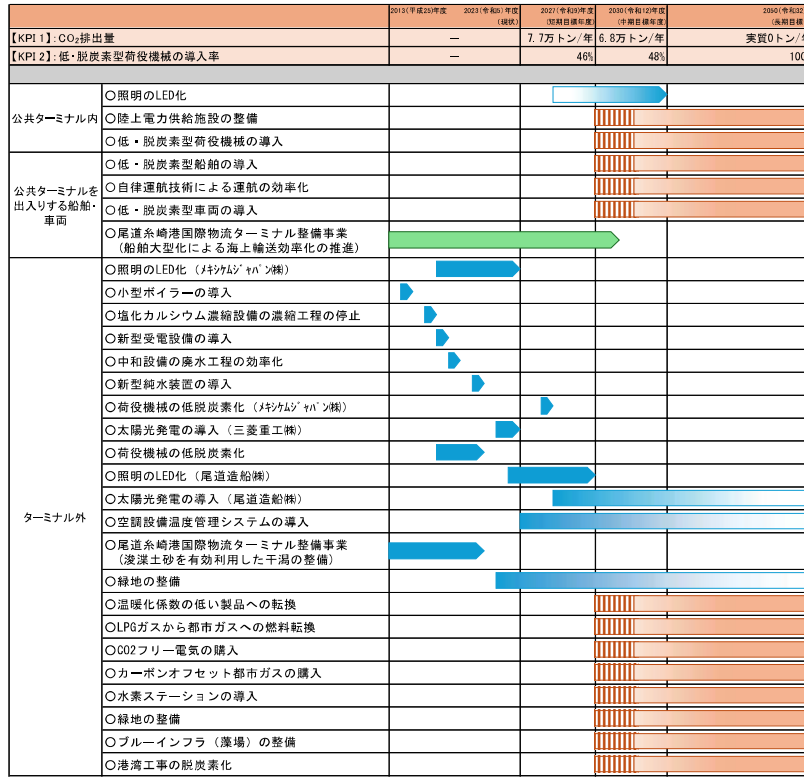 2013(平成25)年度 2023(令和5)年度 2027(令和9)年度 2030(令和12)年度 2050(令和32
(現状) (短期目標年度) (中期目標年度) (長期目標
【KPI 1】:CO₂排出量 ― 7.7万トン/年 6.8万トン/年 実質0トン/年
【KPI 2】:低・脱炭素型荷役機械の導入率 ― 46% 48% 100
公共ターミナル内
○照明のLED化
○陸上電力供給施設の整備
○低・脱炭素型荷役機械の導入
公共ターミナルを
出入りする船舶・
車両
○低・脱炭素型船舶の導入
○自律運航技術による運航の効率化
○低・脱炭素型車両の導入
○尾道糸崎港国際物流ターミナル整備事業
(船舶大型化による海上輸送効率化の推進)
ターミナル外
○照明のLED化(メキシケムジャパン㈱)
○小型ボイラーの導入
○塩化カルシウム濃縮設備の濃縮工程の停止
○新型受電設備の導入
○中和設備の廃水工程の効率化
○新型純水装置の導入
○荷役機械の低脱炭素化(メキシケムジャパン㈱)
○太陽光発電の導入(三菱重工㈱)
○荷役機械の低脱炭素化
○照明のLED化(尾道造船㈱)
○太陽光発電の導入(尾道造船㈱)
○空調設備温度管理システムの導入
○尾道糸崎港国際物流ターミナル整備事業
(浚渫土砂を有効利用した干潟の整備)
○緑地の整備
○温暖化係数の低い製品への転換
○LPGガスから都市ガスへの燃料転換
○CO2フリー電気の購入
○カーボンオフセット都市ガスの購入
○水素ステーションの導入
○緑地の整備
○ブルーインフラ(藻場)の整備
○港湾工事の脱炭素化